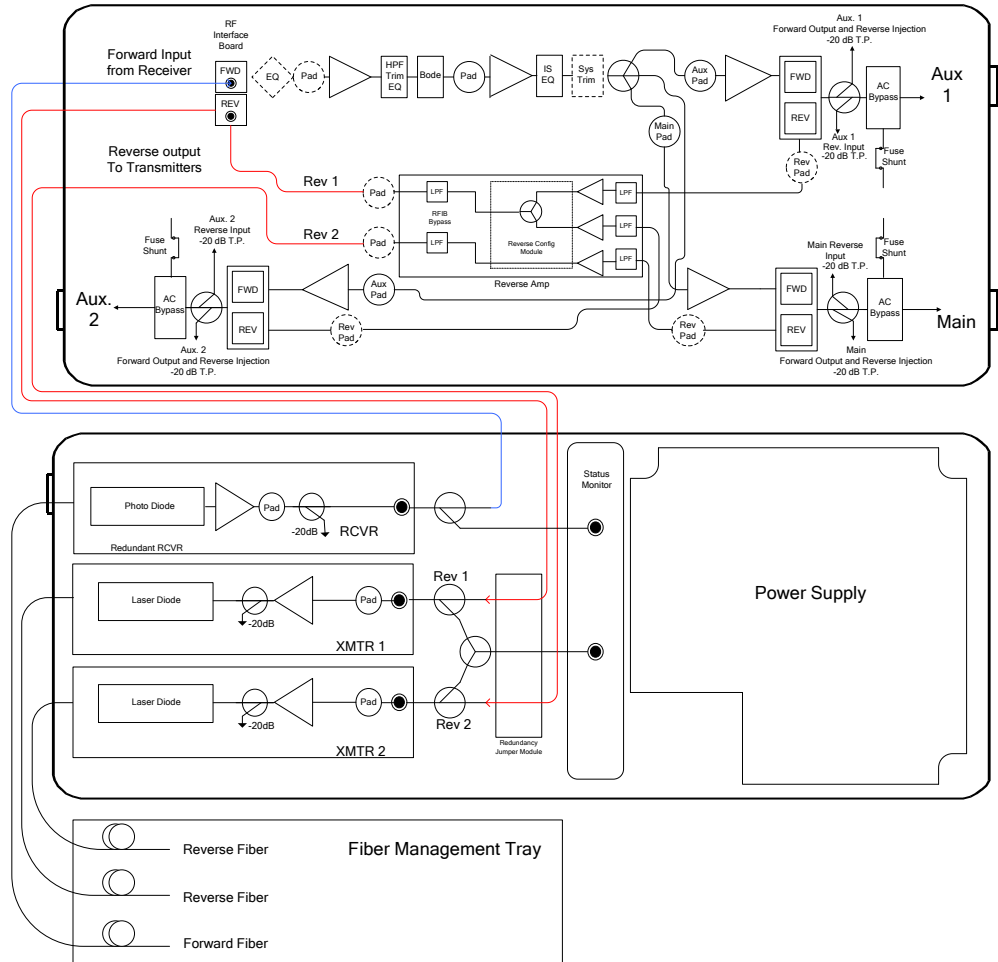 RF
Interface
Board
Forward Input
from Receiver
FWD
REV
EQ
Pad
HPF
Trim
EQ
Bode
Pad
IS
EQ
Sys
Trim
Aux
Pad
Main
Pad
FWD
REV
Rev
Pad
Aux. 1
Forward Output and Reverse Injection
-20 dB T.P.
Aux 1
Rev. Input
-20 dB T.P.
AC
Bypass
Aux
1
Fuse
Shunt
Reverse output
To Transmitters
Rev 1
Pad
LPF
RFIB
Bypass
Rev 2
Pad
LPF
Reverse Config
Module
LPF
LPF
LPF
Reverse Amp
Aux. 2
Reverse Input
-20 dB T.P.
Fuse
Shunt
Aux.
2
AC
Bypass
FWD
REV
Aux
Pad
Rev
Pad
Aux. 2
Forward Output and Reverse Injection
-20 dB T.P.
Rev
Pad
FWD
REV
Main Reverse
Input
-20 dB T.P.
Fuse
Shunt
AC
Bypass
Main
Main
Forward Output and Reverse Injection
-20 dB T.P.
Photo Diode
Pad
-20dB
RCVR
Redundant RCVR
Laser Diode
-20dB
Pad
XMTR 1
Rev 1
Laser Diode
-20dB
Pad
XMTR 2
Rev 2
Redundancy
Jumper Module
Status
Monitor
Power Supply
Fiber Management Tray
Reverse Fiber
Reverse Fiber
Forward Fiber